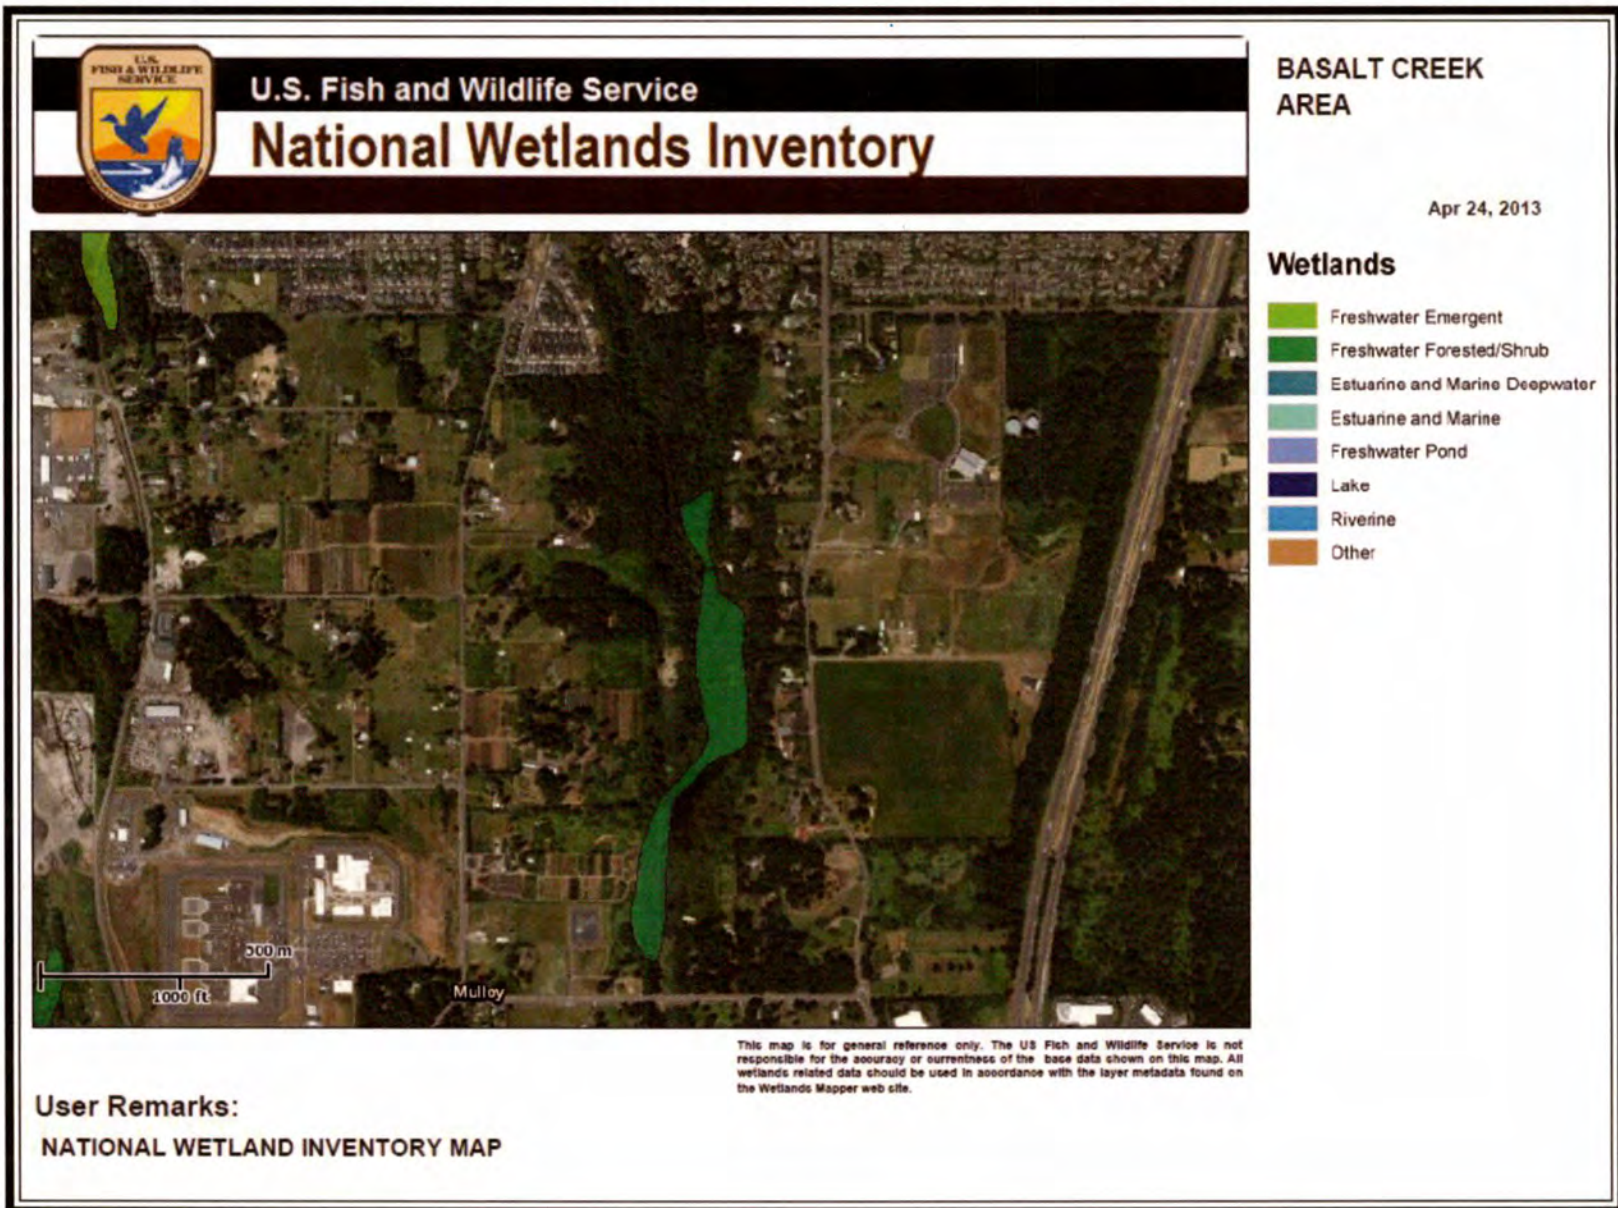 U.S.
FISH & WILDLIFE
SERVICE
U.S. Fish and Wildlife Service
National Wetlands Inventory
BASALT CREEK
AREA
Apr 24, 2013
Wetlands
Freshwater Emergent
Freshwater Forested/Shrub
Estuarine and Marine Deepwater
Estuarine and Marine
Freshwater Pond
Lake
Riverine
Other
500 m
1000 ft
Mulloy
This map is for general reference only. The US Fish and Wildlife Service is not
responsible for the accuracy or currentness of the base data shown on this map. All
wetlands related data should be used in accordance with the layer metadata found on
the Wetlands Mapper web site.
User Remarks:
NATIONAL WETLAND INVENTORY MAP